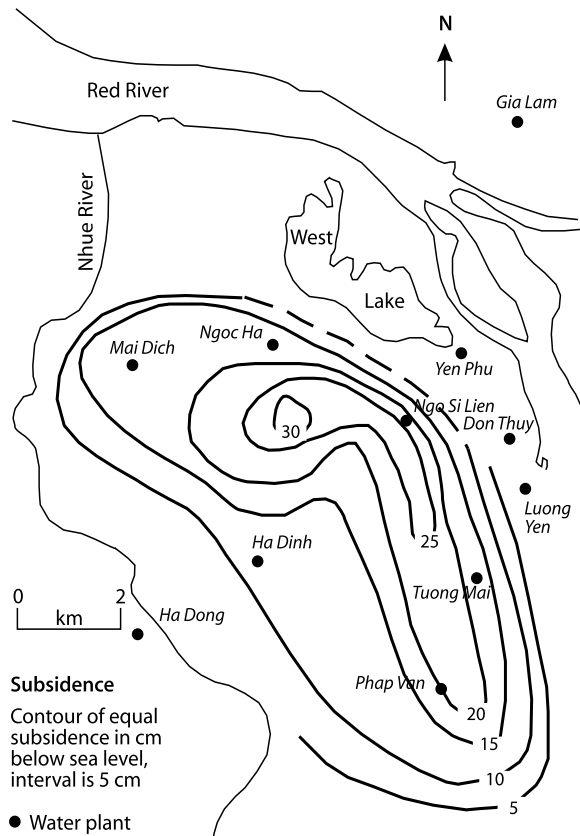 N
Red River
Gia Lam
Nhue River
West
Lake
Ngoc Ha
Mai Dich
Yen Phu
Ngo Si Lien
Don Thuy
30
Luong
Yen
25
Ha Dinh
Tuong Mai
0 2
km
Ha Dong
Phap Van
Subsidence
20
Contour of equal
subsidence in cm
below sea level,
interval is 5 cm
15
10
5
Water plant